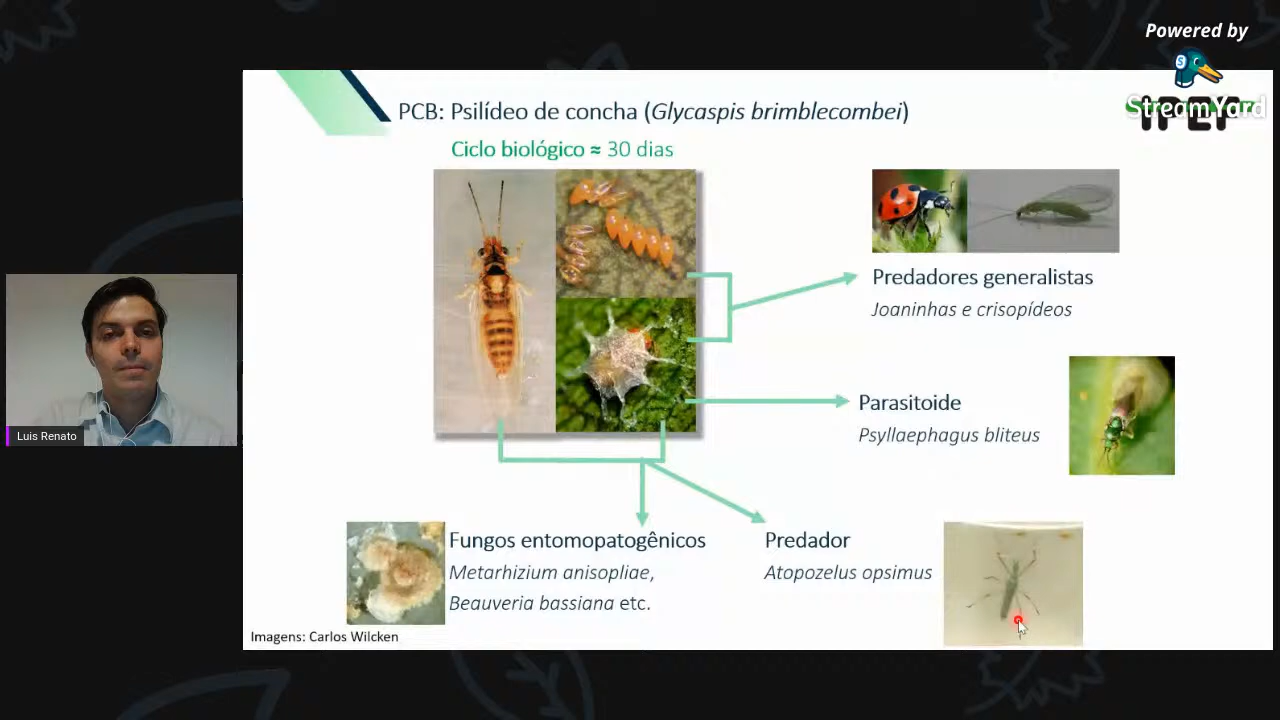 Powered by
StreamYard
IPEF
PCB: Psilídeo de concha (Glycaspis brimblecombei)
Ciclo biológico ≈ 30 dias
Predadores generalistas
Joaninhas e crisopídeos
Parasitoide
Psyllaephagus bliteus
Luis Renato
Fungos entomopatogênicos
Metarhizium anisopliae,
Beauveria bassiana etc.
Predador
Atopozelus opsimus
Imagens: Carlos Wilcken